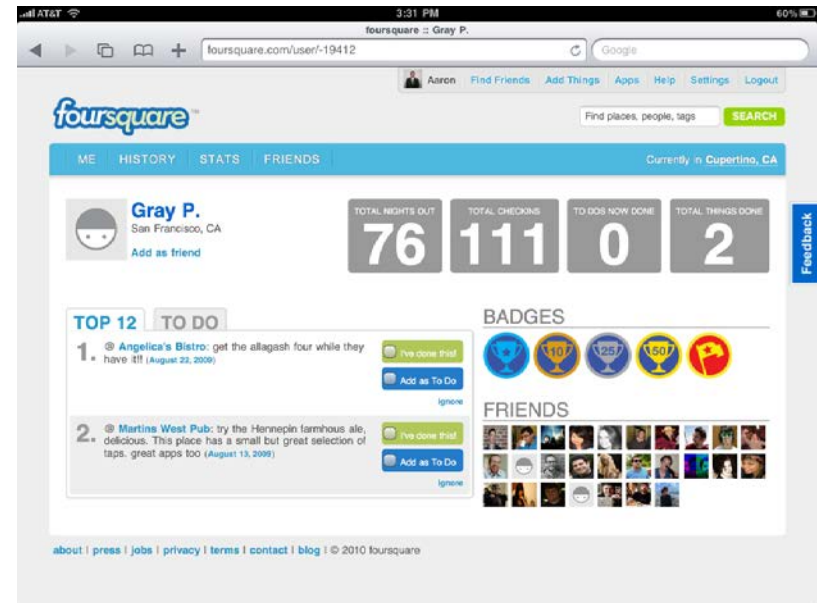 AT&T 3:31 PM 60%
foursquare :: Gray P.
foursquare.com/user/-19412 Google
Aaron Find Friends Add Things Apps Help Settings Logout
foursquare™
Find places, people, tags SEARCH
ME HISTORY STATS FRIENDS Currently in Cupertino, CA
Gray P.
San Francisco, CA
Add as friend
TOTAL NIGHTS OUT
76
TOTAL CHECKINS
111
TO DOS NOW DONE
0
TOTAL THINGS DONE
2
Feedback
TOP 12 TO DO
1. @ Angelica's Bistro: get the allagash four while they
have it!! (August 22, 2009)
I've done this!
Add as To Do
ignore
2. @ Martins West Pub: try the Hennepin farmhous ale,
delicious. This place has a small but great selection of
taps. great apps too (August 13, 2009)
I've done this!
Add as To Do
ignore
BADGES
10
25
50
FRIENDS
about | press | jobs | privacy | terms | contact | blog | © 2010 foursquare